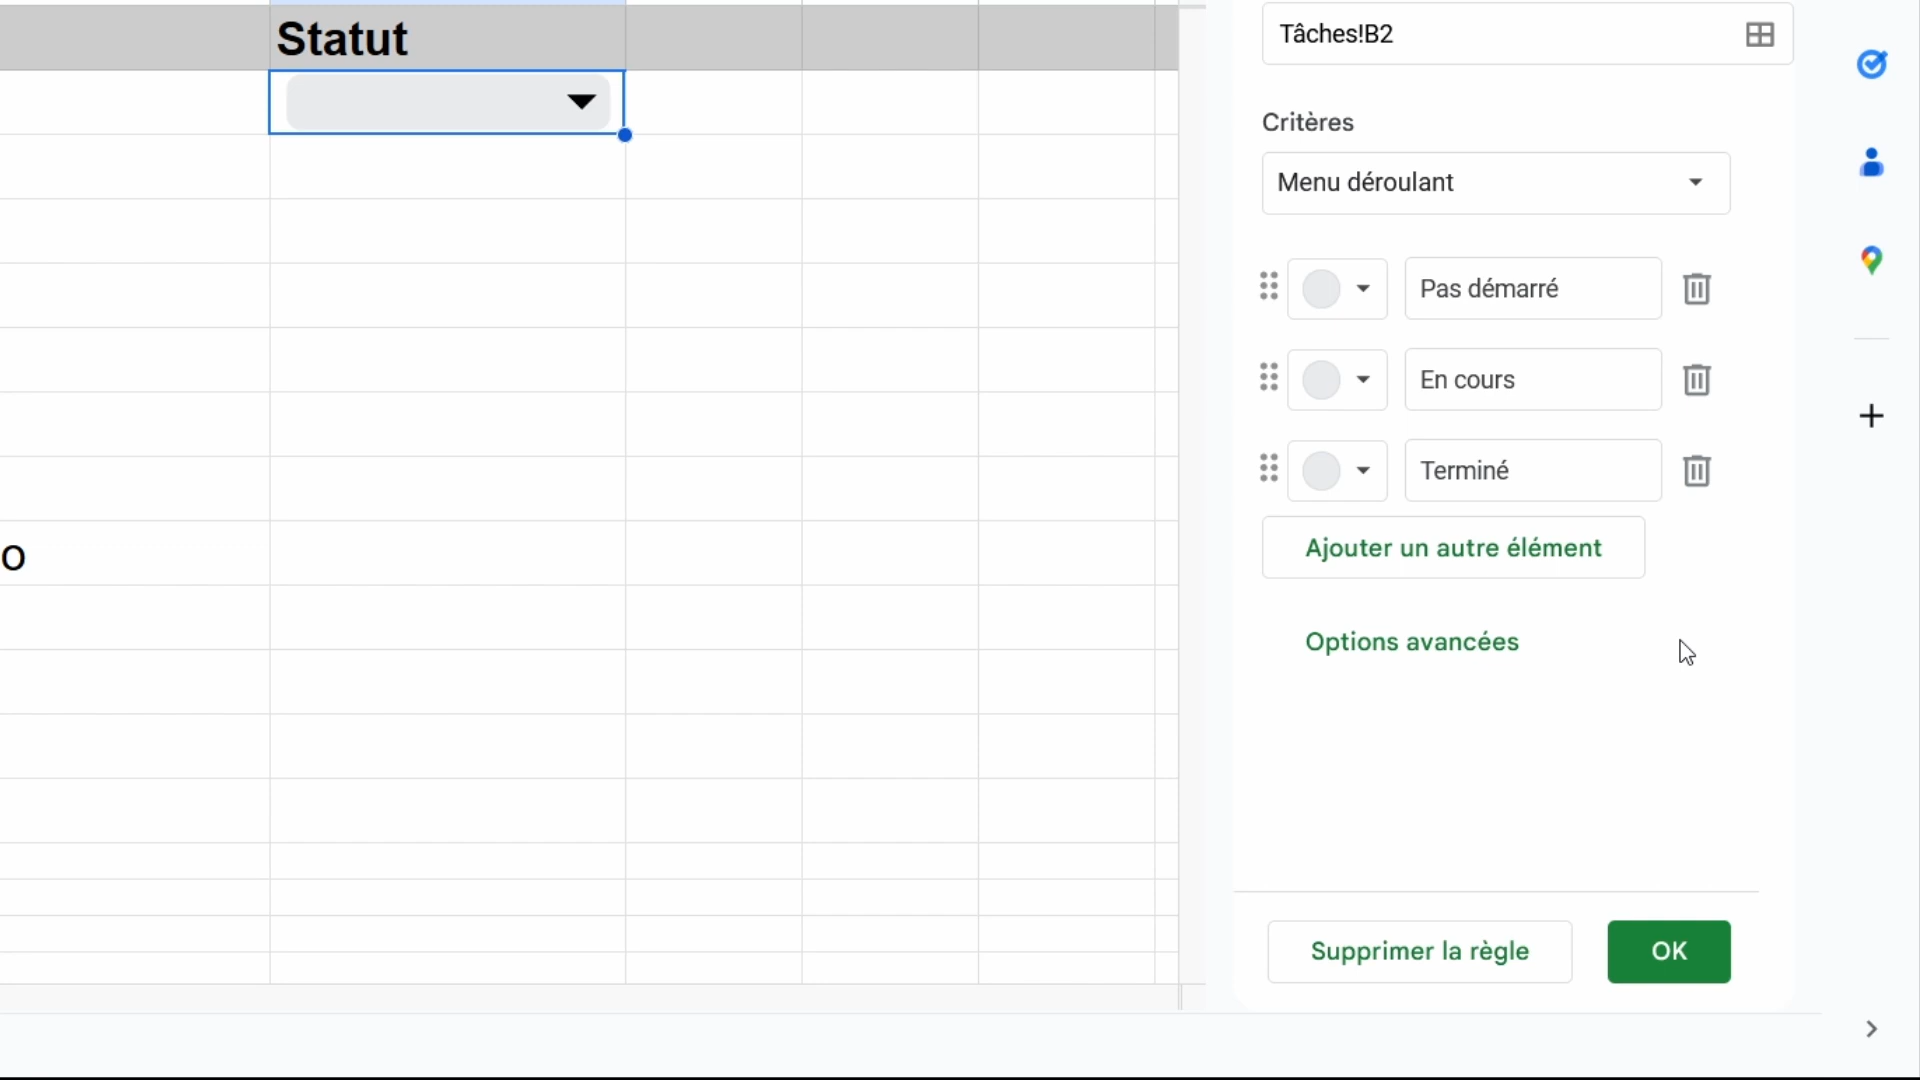 Statut
Tâches!B2
Critères
Menu déroulant
Pas démarré
En cours
Terminé
Ajouter un autre élément
o
Options avancées
Supprimer la règle
OK